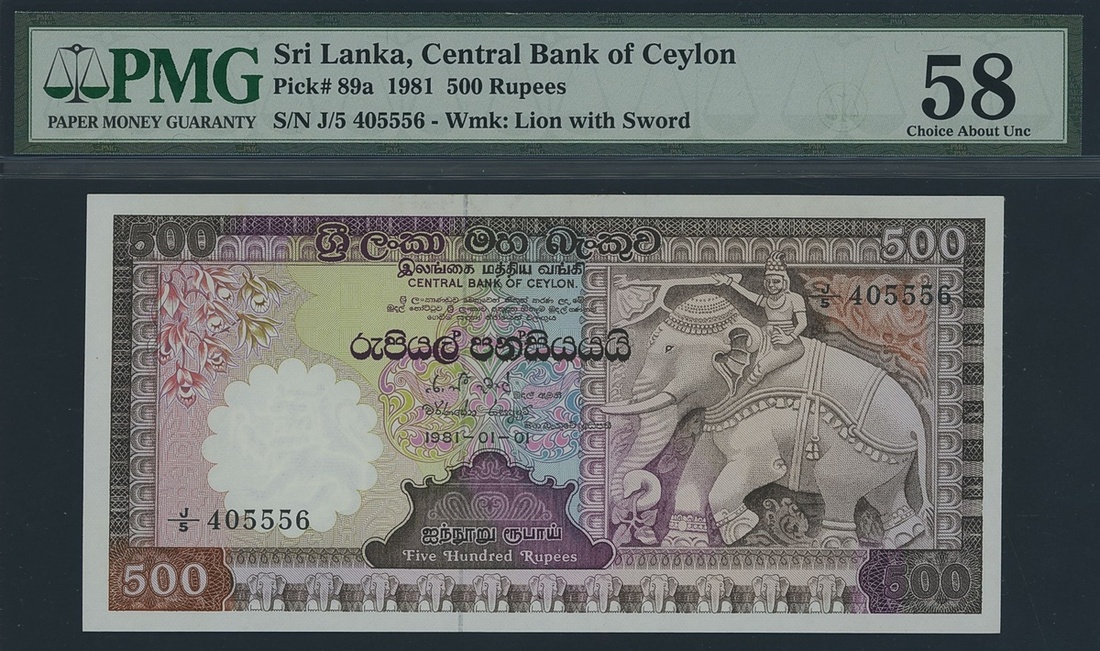 PMG
PAPER MONEY GUARANTY
Sri Lanka, Central Bank of Ceylon
Pick# 89a 1981 500 Rupees
S/N J/5 405556 - Wmk: Lion with Sword
58
Choice About Unc
500 ශ්‍රී ලංකා මහ බැංකුව 500
இலங்கை மத்திய வங்கி
CENTRAL BANK OF CEYLON.
J/5 405556
රුපියල් පන්සියයයි
1981-01-01
J/5 405556
ஐந்நூறு ரூபாய்
Five Hundred Rupees
500 500